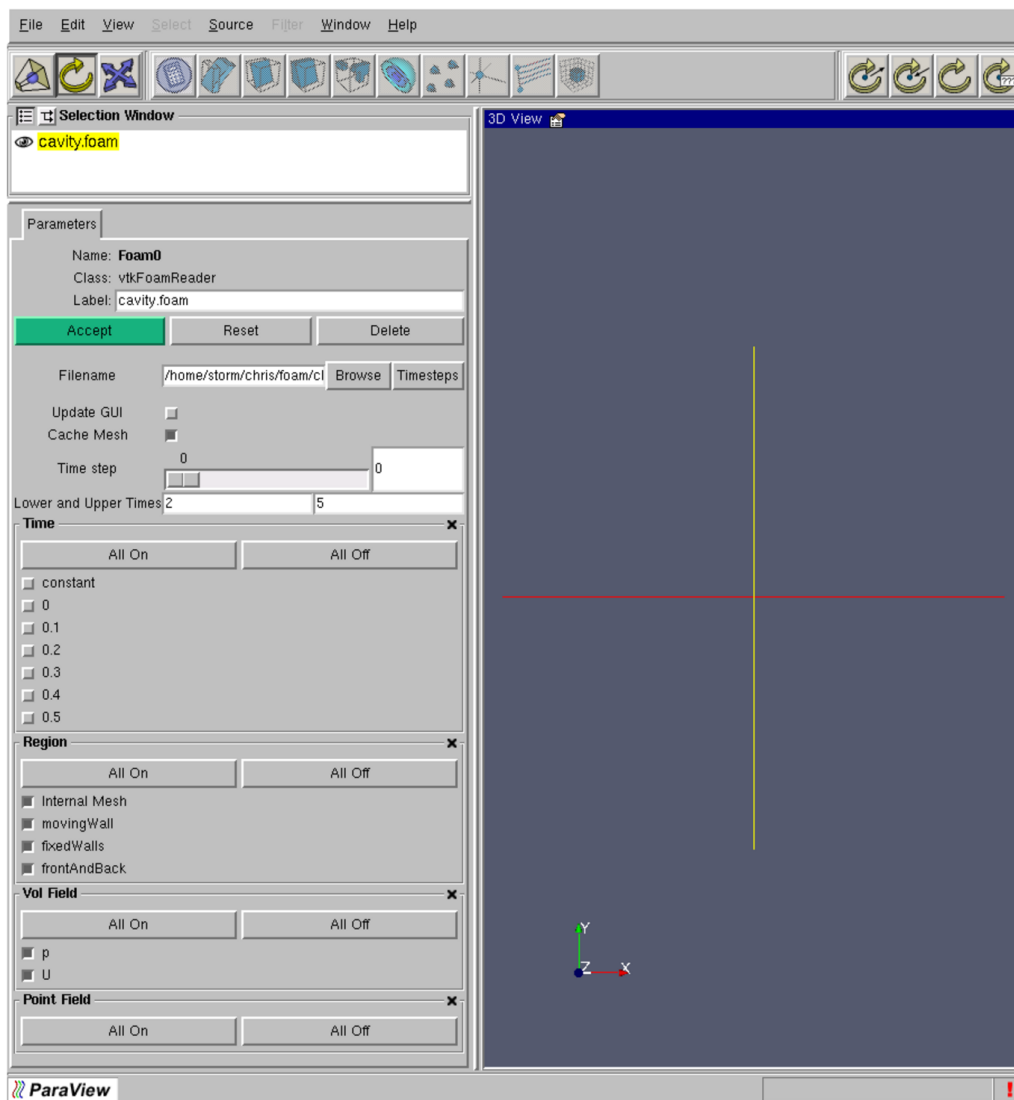 File Edit View Select Source Filter Window Help
Selection Window
3D View
cavity.foam
Parameters
Name: Foam0
Class: vtkFoamReader
Label: cavity.foam
Accept Reset Delete
Filename /home/storm/chris/foam/cl Browse Timesteps
Update GUI
Cache Mesh
0
Time step 0
Lower and Upper Times 2 5
Time
All On All Off
constant
0
0.1
0.2
0.3
0.4
0.5
Region
All On All Off
Internal Mesh
movingWall
fixedWalls
frontAndBack
Vol Field
All On All Off
p
U
Point Field
All On All Off
Y
Z X
ParaView
!